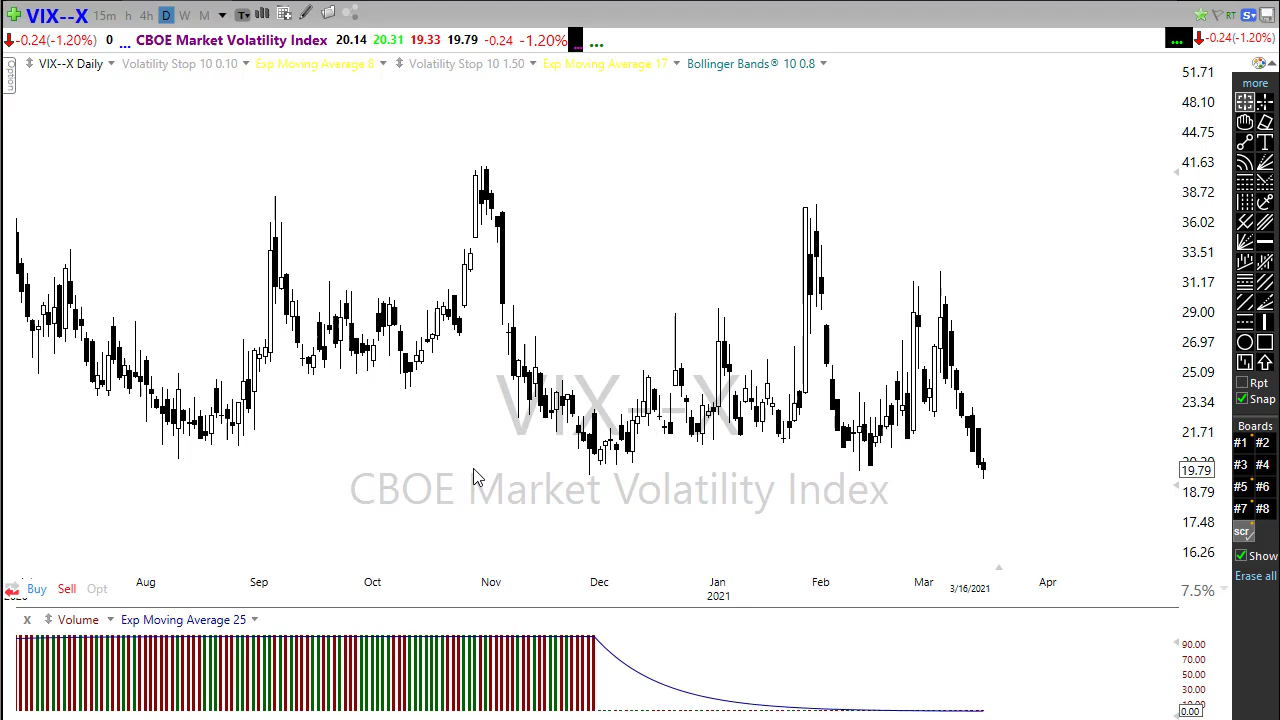 VIX--X 15m h 4h D W M T
RT S
-0.24(-1.20%) 0 ... CBOE Market Volatility Index 20.14 20.31 19.33 19.79 -0.24 -1.20% ... ... -0.24(-1.20%)
Option
VIX--X Daily Volatility Stop 10 0.10 Exp Moving Average 8 Volatility Stop 10 1.50 Exp Moving Average 17 Bollinger Bands® 10 0.8
51.71
48.10
44.75
41.63
38.72
36.02
33.51
31.17
29.00
26.97
25.09
23.34
21.71
19.79
18.79
17.48
16.26
VIX--X
CBOE Market Volatility Index
more
T
Rpt
Snap
Boards
#1 #2
#3 #4
#5 #6
#7 #8
scr
Show
Erase all
Aug Sep Oct Nov Dec Jan Feb Mar Apr
2021 3/16/2021
Buy Sell Opt 7.5%
X Volume Exp Moving Average 25
90.00
70.00
50.00
30.00
0.00